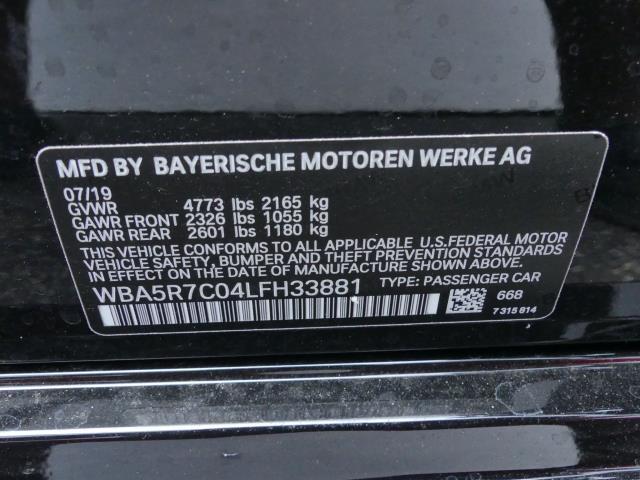 MFD BY BAYERISCHE MOTOREN WERKE AG
07/19
GVWR 4773 lbs 2165 kg
GAWR FRONT 2326 lbs 1055 kg
GAWR REAR 2601 lbs 1180 kg
THIS VEHICLE CONFORMS TO ALL APPLICABLE U.S.FEDERAL MOTOR
VEHICLE SAFETY, BUMPER AND THEFT PREVENTION STANDARDS
IN EFFECT ON THE DATE OF MANUFACTURE SHOWN ABOVE.
WBA5R7C04LFH33881 TYPE: PASSENGER CAR
668
7 315 814